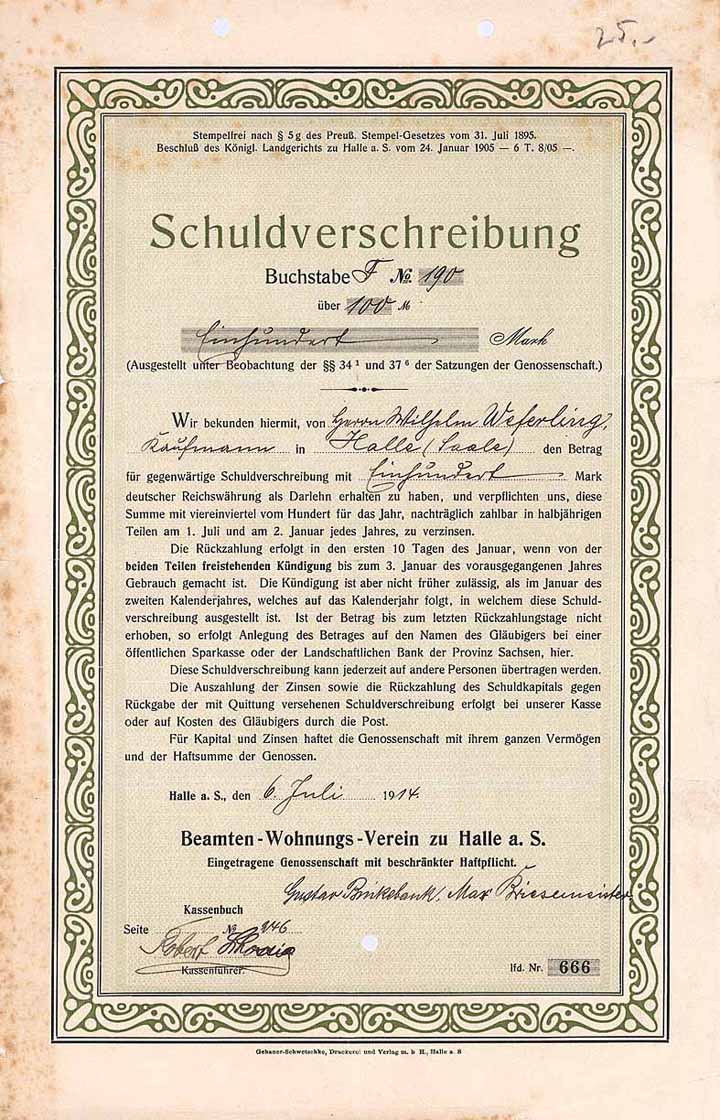 25.-
Stempelfrei nach § 5 g des Preuß. Stempel-Gesetzes vom 31. Juli 1895.
Beschluß des Königl. Landgerichts zu Halle a. S. vom 24. Januar 1905 — 6 T. 8/05 —.
Schuldverschreibung
Buchstabe F No. 190
über 100 M
Einhundert Mark
(Ausgestellt unter Beobachtung der §§ 34 1 und 37 6 der Satzungen der Genossenschaft.)
Wir bekunden hiermit, von Herrn Wilhelm Weferling,
Kaufmann in Halle (Saale) den Betrag
für gegenwärtige Schuldverschreibung mit Einhundert Mark
deutscher Reichswährung als Darlehn erhalten zu haben, und verpflichten uns, diese
Summe mit viereinviertel vom Hundert für das Jahr, nachträglich zahlbar in halbjährigen
Teilen am 1. Juli und am 2. Januar jedes Jahres, zu verzinsen.
Die Rückzahlung erfolgt in den ersten 10 Tagen des Januar, wenn von der
beiden Teilen freistehenden Kündigung bis zum 3. Januar des vorausgegangenen Jahres
Gebrauch gemacht ist. Die Kündigung ist aber nicht früher zulässig, als im Januar des
zweiten Kalenderjahres, welches auf das Kalenderjahr folgt, in welchem diese Schuld-
verschreibung ausgestellt ist. Ist der Betrag bis zum letzten Rückzahlungstage nicht
erhoben, so erfolgt Anlegung des Betrages auf den Namen des Gläubigers bei einer
öffentlichen Sparkasse oder der Landschaftlichen Bank der Provinz Sachsen, hier.
Diese Schuldverschreibung kann jederzeit auf andere Personen übertragen werden.
Die Auszahlung der Zinsen sowie die Rückzahlung des Schuldkapitals gegen
Rückgabe der mit Quittung versehenen Schuldverschreibung erfolgt bei unserer Kasse
oder auf Kosten des Gläubigers durch die Post.
Für Kapital und Zinsen haftet die Genossenschaft mit ihrem ganzen Vermögen
und der Haftsumme der Genossen.
Halle a. S., den 6. Juli 1914.
Beamten-Wohnungs-Verein zu Halle a. S.
Eingetragene Genossenschaft mit beschränkter Haftpflicht.
Gustav Max Briesemeister
Kassenbuch
Seite No 246
Robert
Kassenführer.
lfd. Nr. 666
Gebauer-Schwetschke, Druckerei und Verlag m. b H., Halle a. S